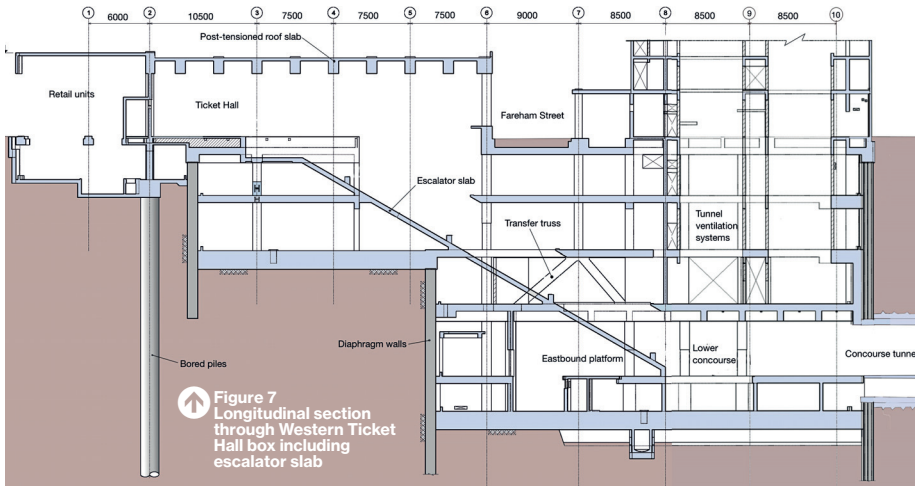 1 2 3 4 5 6 7 8 9 10
6000 10500 7500 7500 7500 9000 8500 8500 8500
Post-tensioned roof slab
Retail units
Ticket Hall
Fareham Street
Escalator slab
Transfer truss
Tunnel
ventilation
systems
Diaphragm walls
Bored piles
Eastbound platform
Lower
concourse
Concourse tunne
Figure 7
Longitudinal section
through Western Ticket
Hall box including
escalator slab